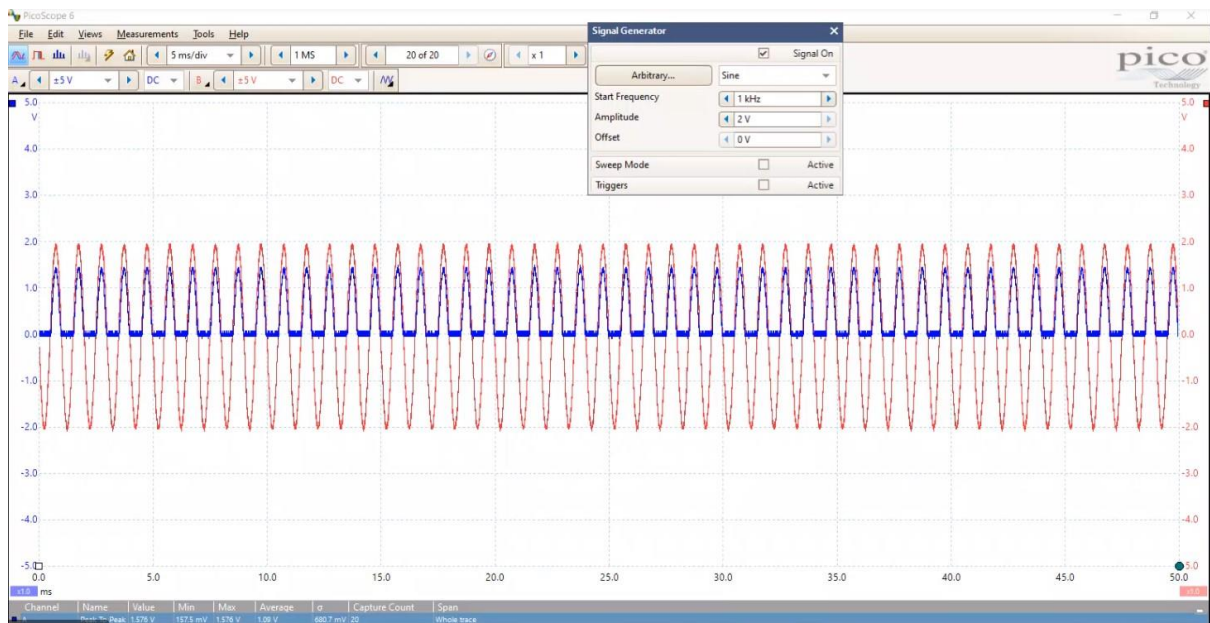 PicoScope 6
File Edit Views Measurements Tools Help
5 ms/div 1 MS 20 of 20 x 1
A ±5 V DC B ±5 V DC
Signal Generator
Signal On
Arbitrary... Sine
Start Frequency 1 kHz
Amplitude 2 V
Offset 0 V
Sweep Mode Active
Triggers Active
pico
Technology
5.0 5.0
V V
4.0 4.0
3.0 3.0
2.0 2.0
1.0 1.0
0.0 0.0
-1.0 -1.0
-2.0 -2.0
-3.0 -3.0
-4.0 -4.0
-5.0 5.0
0.0 5.0 10.0 15.0 20.0 25.0 30.0 35.0 40.0 45.0 50.0
x1.0 ms x1.0
Channel Name Value Min Max Average σ Capture Count Span
A Peak To Peak 1.576 V 157.5 mV 1.576 V 1.09 V 680.7 mV 20 Whole trace